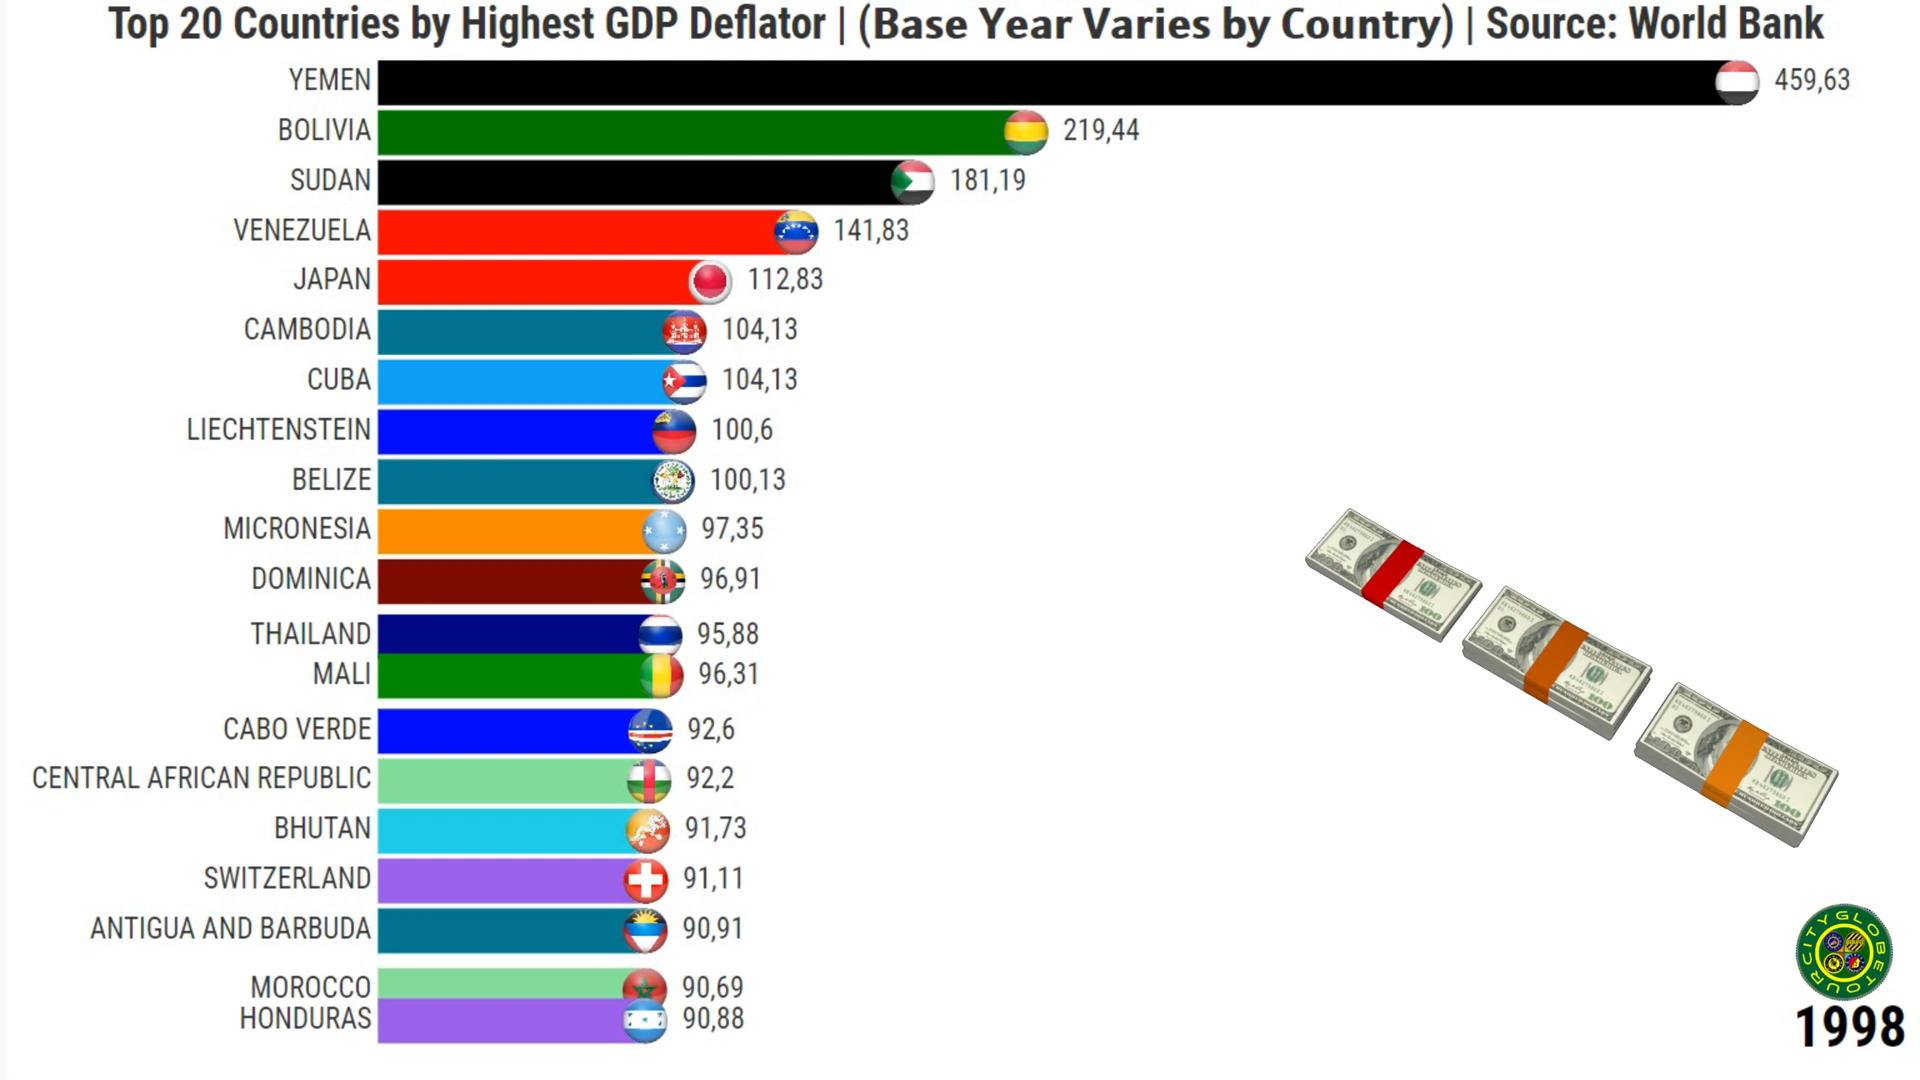 Top 20 Countries by Highest GDP Deflator | (Base Year Varies by Country) | Source: World Bank
YEMEN 459,63
BOLIVIA 219,44
SUDAN 181,19
VENEZUELA 141,83
JAPAN 112,83
CAMBODIA 104,13
CUBA 104,13
LIECHTENSTEIN 100,6
BELIZE 100,13
MICRONESIA 97,35
DOMINICA 96,91
THAILAND 95,88
MALI 96,31
CABO VERDE 92,6
CENTRAL AFRICAN REPUBLIC 92,2
BHUTAN 91,73
SWITZERLAND 91,11
ANTIGUA AND BARBUDA 90,91
MOROCCO 90,69
HONDURAS 90,88
100
100
100
CITYGLOBETOUR
1998